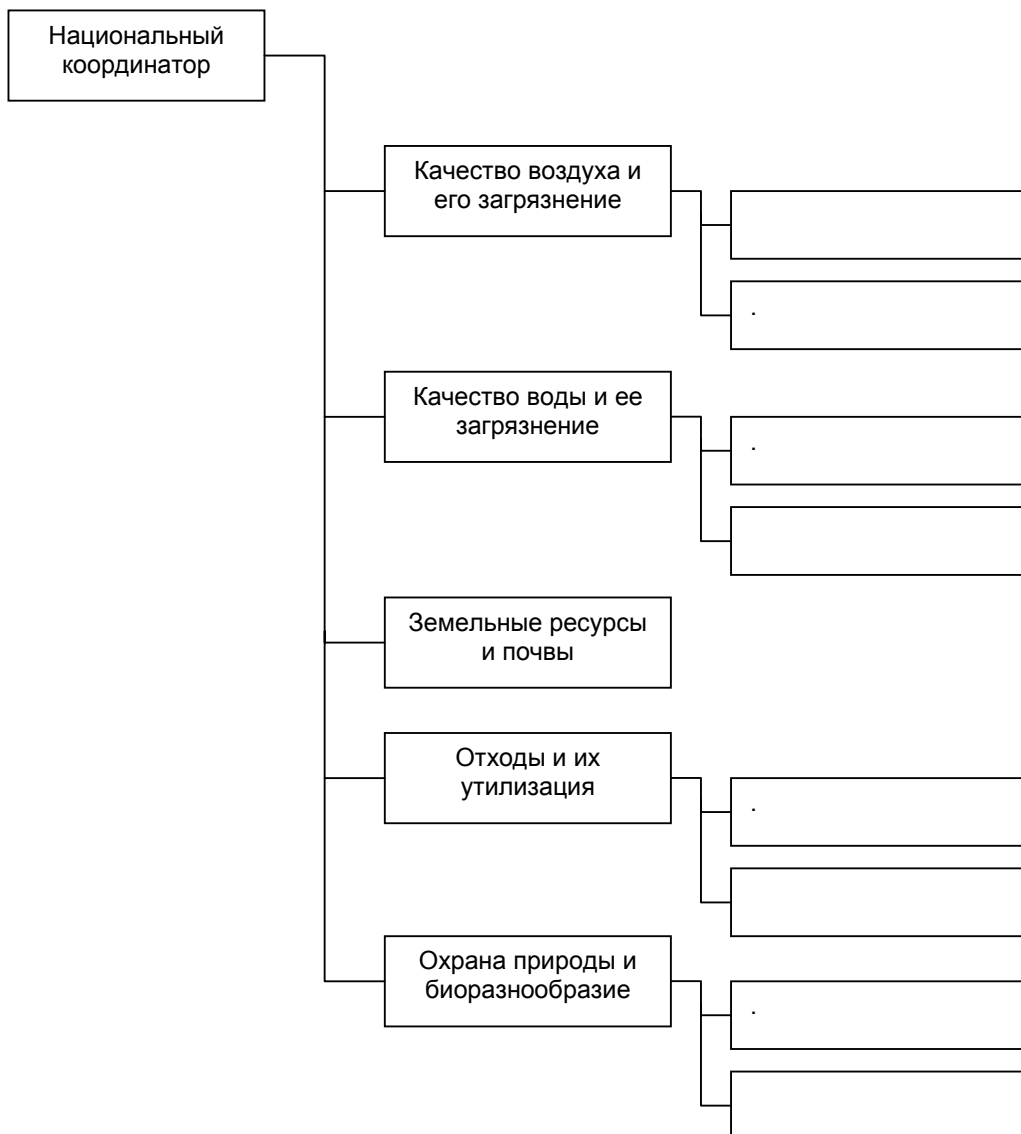 Национальный
координатор
Качество воздуха и
его загрязнение
.
Качество воды и ее
загрязнение
.
Земельные ресурсы
и почвы
Отходы и их
утилизация
.
Охрана природы и
биоразнообразие
.